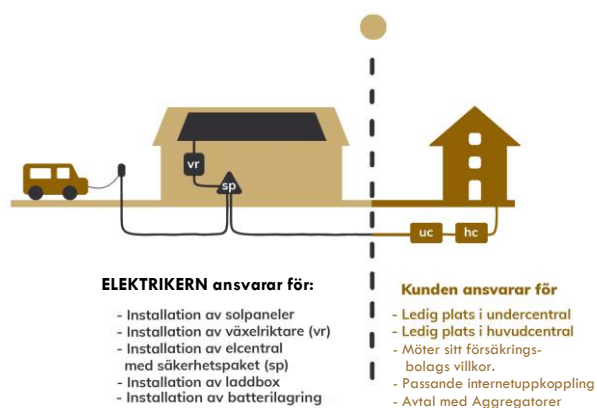 vr
sp
uc
hc
ELEKTRIKERN ansvarar för:
- Installation av solpaneler
- Installation av växelriktare (vr)
- Installation av elcentral
med säkerhetspaket (sp)
- Installation av laddbox
- Installation av batterilagring
Kunden ansvarar för
- Ledig plats i undercentral
- Ledig plats i huvudcentral
- Möter sitt försäkrings-
bolags villkor.
- Passande internetuppkoppling
- Avtal med Aggregatorer